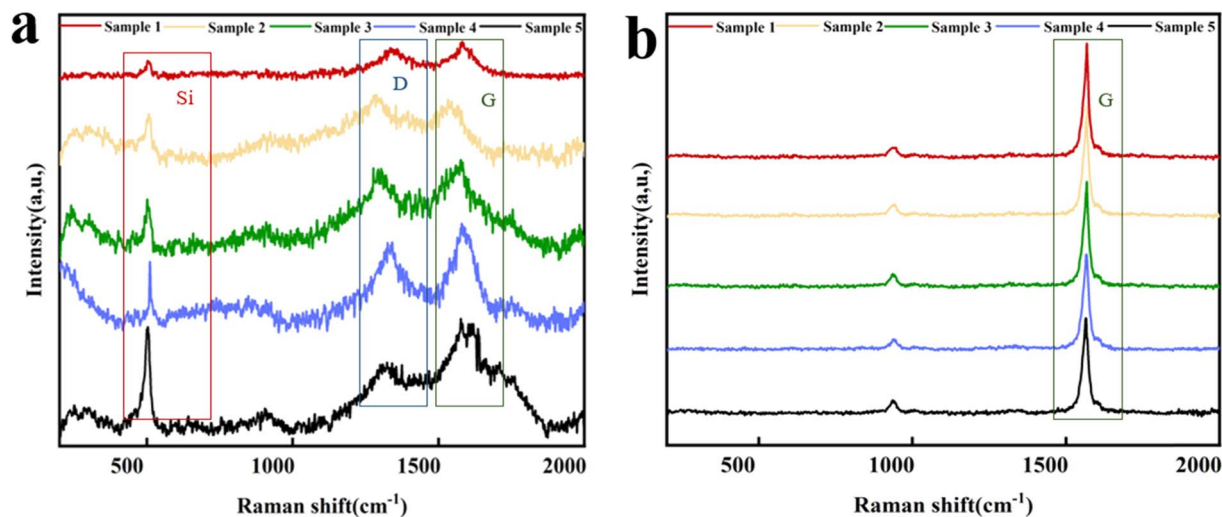 a
Sample 1 Sample 2 Sample 3 Sample 4 Sample 5
Si
D
G
Intensity(a,u,)
500 1000 1500 2000
Raman shift(cm⁻¹)
b
Sample 1 Sample 2 Sample 3 Sample 4 Sample 5
G
Intensity(a,u,)
500 1000 1500 2000
Raman shift(cm⁻¹)